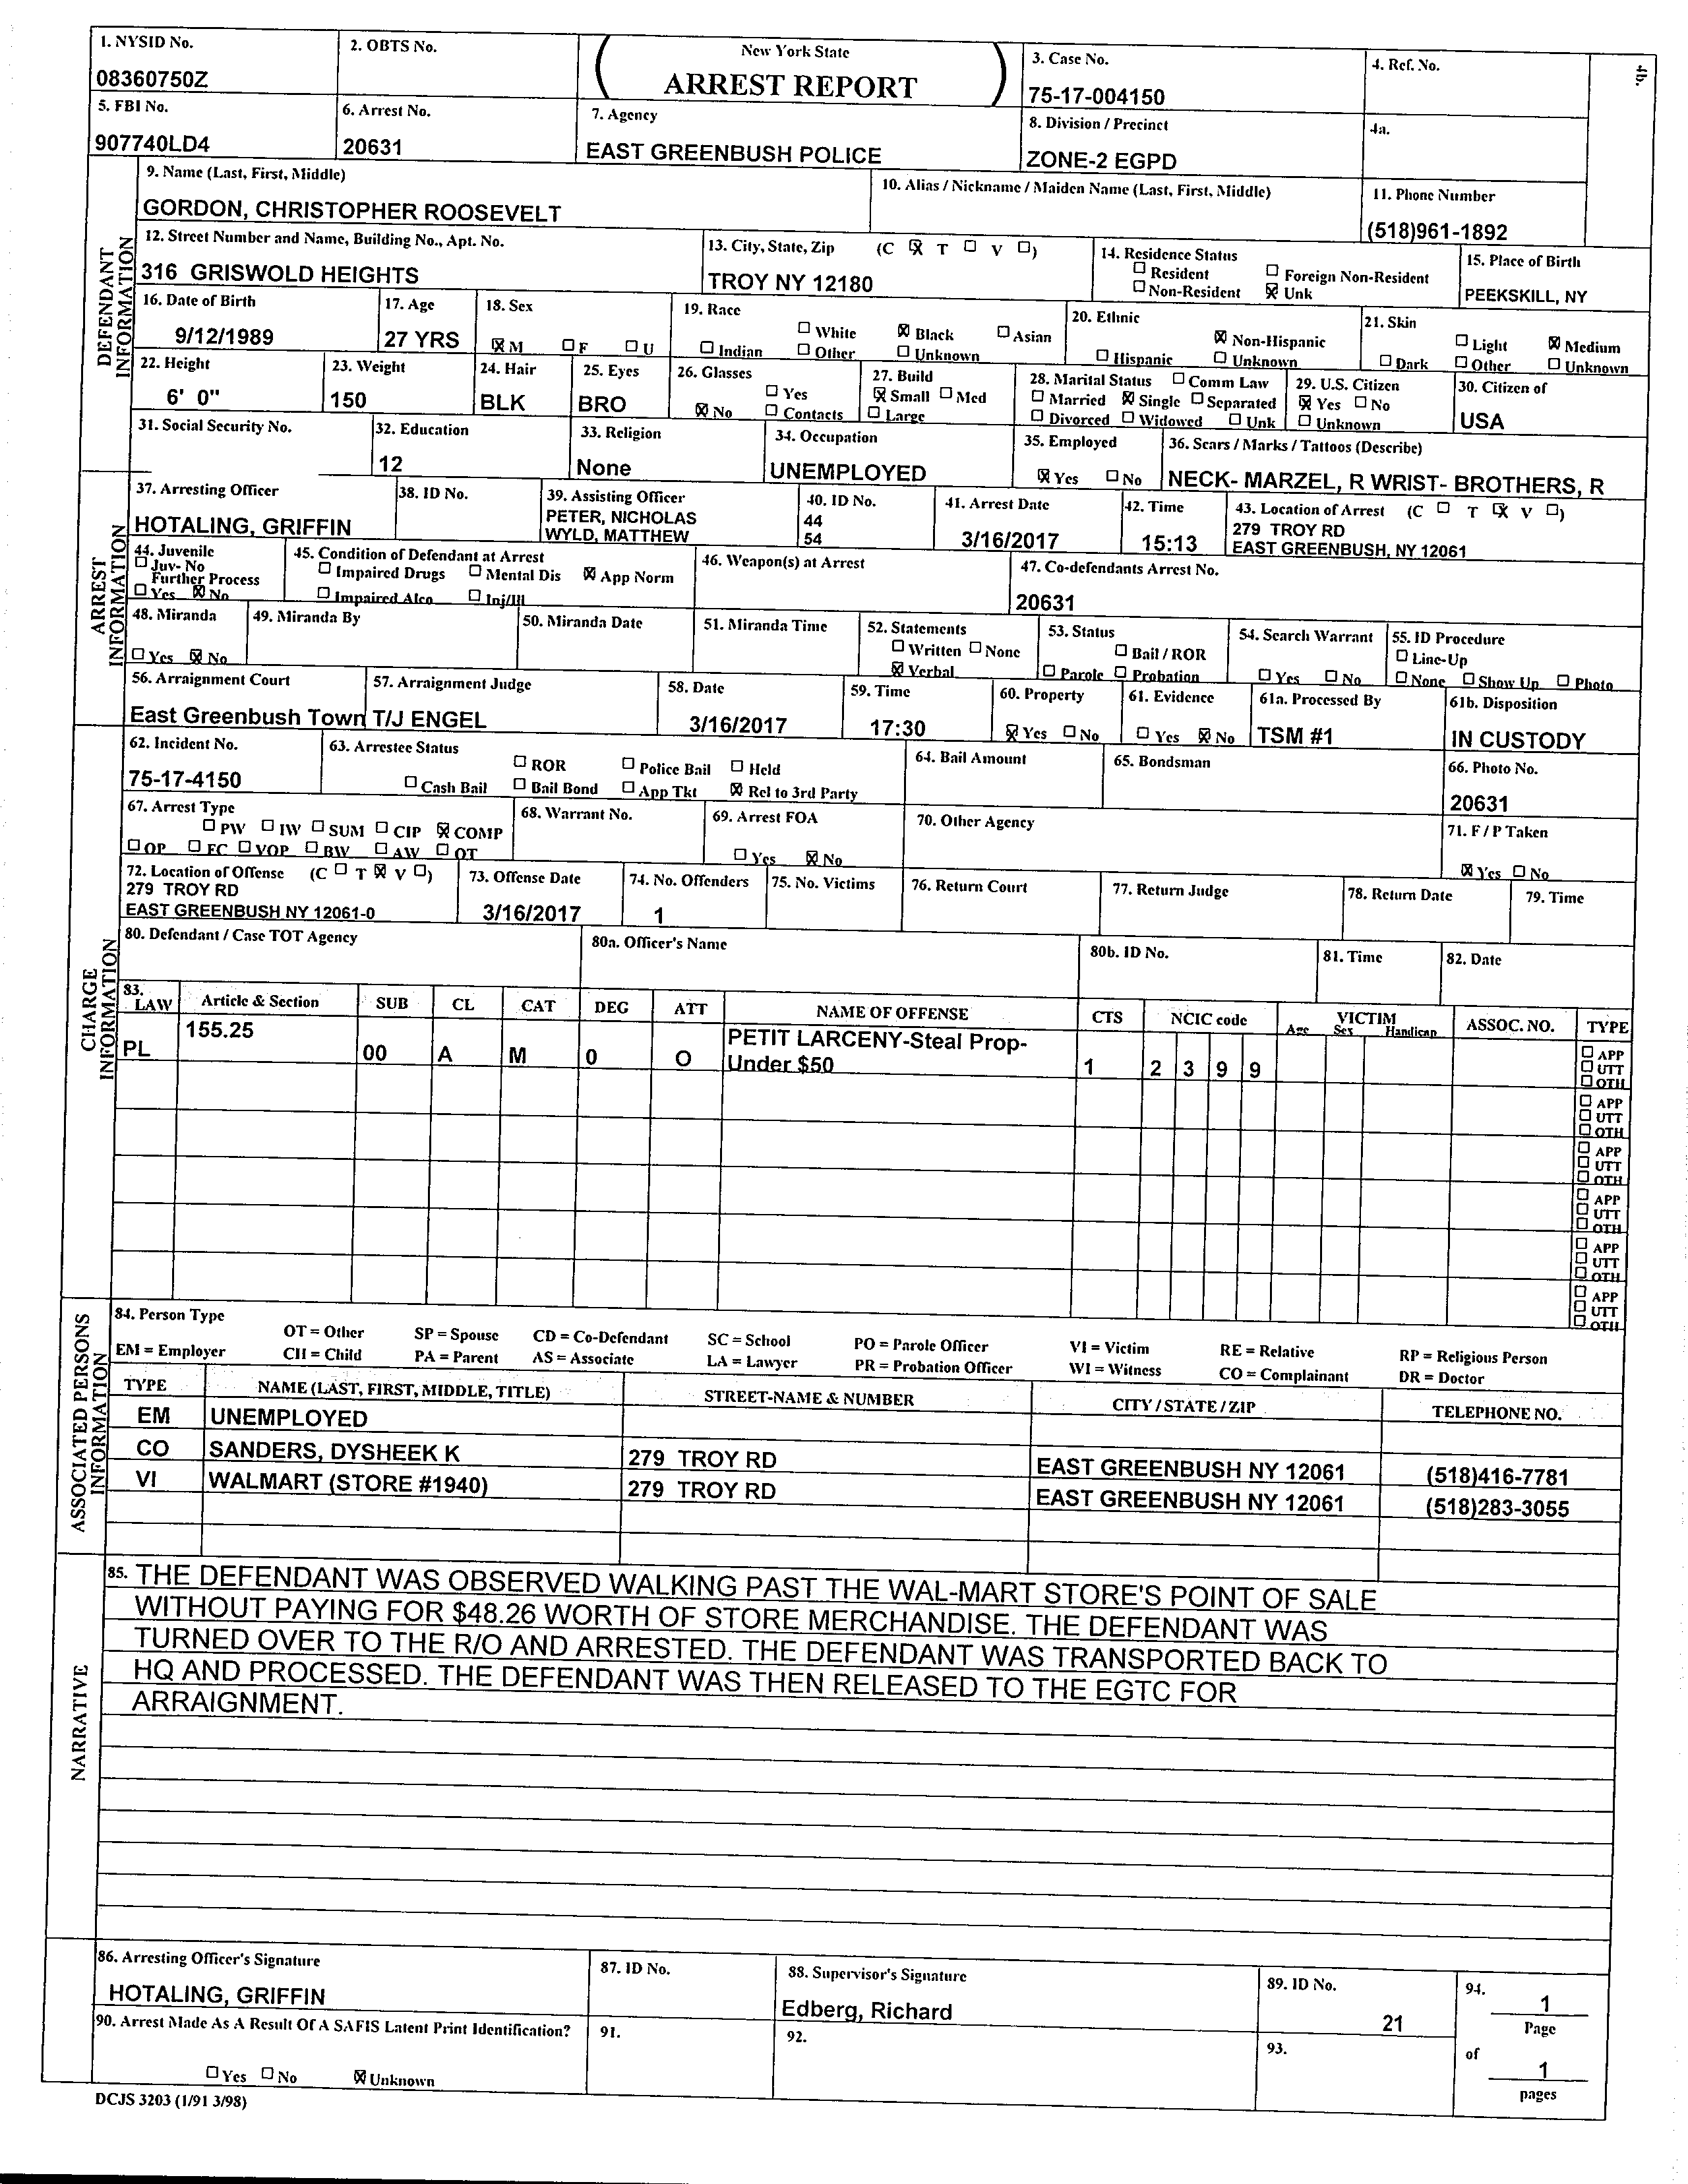 1. NYSID No.
08360750Z
2. OBTS No.
New York State
ARREST REPORT
3. Case No.
75-17-004150
4. Ref. No.
4b.
5. FBI No.
907740LD4
6. Arrest No.
20631
7. Agency
EAST GREENBUSH POLICE
8. Division / Precinct
ZONE-2 EGPD
4a.
DEFENDANT INFORMATION
9. Name (Last, First, Middle)
GORDON, CHRISTOPHER ROOSEVELT
10. Alias / Nickname / Maiden Name (Last, First, Middle)
11. Phone Number
(518)961-1892
12. Street Number and Name, Building No., Apt. No.
316 GRISWOLD HEIGHTS
13. City, State, Zip (C ☒ T ☐ V ☐)
TROY NY 12180
14. Residence Status
☐ Resident ☐ Foreign Non-Resident
☐ Non-Resident ☒ Unk
15. Place of Birth
PEEKSKILL, NY
16. Date of Birth
9/12/1989
17. Age
27 YRS
18. Sex
☒ M ☐ F ☐ U
19. Race
☐ White ☒ Black ☐ Asian
☐ Indian ☐ Other ☐ Unknown
20. Ethnic
☒ Non-Hispanic
☐ Hispanic ☐ Unknown
21. Skin
☐ Light ☒ Medium
☐ Dark ☐ Other ☐ Unknown
22. Height
6' 0"
23. Weight
150
24. Hair
BLK
25. Eyes
BRO
26. Glasses
☐ Yes
☒ No ☐ Contacts
27. Build
☒ Small ☐ Med
☐ Large
28. Marital Status ☐ Comm Law
☐ Married ☒ Single ☐ Separated
☐ Divorced ☐ Widowed ☐ Unk
29. U.S. Citizen
☒ Yes ☐ No
☐ Unknown
30. Citizen of
USA
31. Social Security No.
32. Education
12
33. Religion
None
34. Occupation
UNEMPLOYED
35. Employed
☒ Yes ☐ No
36. Scars / Marks / Tattoos (Describe)
NECK- MARZEL, R WRIST- BROTHERS, R
ARREST INFORMATION
37. Arresting Officer
HOTALING, GRIFFIN
38. ID No.
39. Assisting Officer
PETER, NICHOLAS
WYLD, MATTHEW
40. ID No.
44
54
41. Arrest Date
3/16/2017
42. Time
15:13
43. Location of Arrest (C ☐ T ☒ V ☐)
279 TROY RD
EAST GREENBUSH, NY 12061
44. Juvenile
☐ Juv- No
Further Process
☐ Yes ☒ No
45. Condition of Defendant at Arrest
☐ Impaired Drugs ☐ Mental Dis ☒ App Norm
☐ Impaired Alco ☐ Inj/Ill
46. Weapon(s) at Arrest
47. Co-defendants Arrest No.
20631
48. Miranda
☐ Yes ☒ No
49. Miranda By
50. Miranda Date
51. Miranda Time
52. Statements
☐ Written ☐ None
☒ Verbal
53. Status
☐ Bail / ROR
☐ Parole ☐ Probation
54. Search Warrant
☐ Yes ☐ No
55. ID Procedure
☐ Line-Up
☐ None ☐ Show Up ☐ Photo
56. Arraignment Court
East Greenbush Town
57. Arraignment Judge
T/J ENGEL
58. Date
3/16/2017
59. Time
17:30
60. Property
☒ Yes ☐ No
61. Evidence
☐ Yes ☒ No
61a. Processed By
TSM #1
61b. Disposition
IN CUSTODY
CHARGE INFORMATION
62. Incident No.
75-17-4150
63. Arrestee Status
☐ ROR ☐ Police Bail ☐ Held
☐ Cash Bail ☐ Bail Bond ☐ App Tkt ☒ Rel to 3rd Party
64. Bail Amount
65. Bondsman
66. Photo No.
20631
67. Arrest Type
☐ PW ☐ IW ☐ SUM ☐ CIP ☒ COMP
☐ OP ☐ FC ☐ VOP ☐ BW ☐ AW ☐ OT
68. Warrant No.
69. Arrest FOA
☐ Yes ☒ No
70. Other Agency
71. F / P Taken
☒ Yes ☐ No
72. Location of Offense (C ☐ T ☒ V ☐)
279 TROY RD
EAST GREENBUSH NY 12061-0
73. Offense Date
3/16/2017
74. No. Offenders
1
75. No. Victims
76. Return Court
77. Return Judge
78. Return Date
79. Time
80. Defendant / Case TOT Agency
80a. Officer's Name
80b. ID No.
81. Time
82. Date
83. LAW Article & Section SUB CL CAT DEG ATT NAME OF OFFENSE CTS NCIC code VICTIM Age Sex Handicap ASSOC. NO. TYPE
PL 155.25 00 A M 0 O PETIT LARCENY-Steal Prop-
Under $50 1 2 3 9 9
☐ APP
☐ UTT
☐ OTH
☐ APP
☐ UTT
☐ OTH
☐ APP
☐ UTT
☐ OTH
☐ APP
☐ UTT
☐ OTH
☐ APP
☐ UTT
☐ OTH
☐ APP
☐ UTT
☐ OTH
ASSOCIATED PERSONS INFORMATION
84. Person Type
OT = Other SP = Spouse CD = Co-Defendant SC = School PO = Parole Officer VI = Victim RE = Relative RP = Religious Person
EM = Employer CH = Child PA = Parent AS = Associate LA = Lawyer PR = Probation Officer WI = Witness CO = Complainant DR = Doctor
TYPE NAME (LAST, FIRST, MIDDLE, TITLE) STREET-NAME & NUMBER CITY / STATE / ZIP TELEPHONE NO.
EM UNEMPLOYED
CO SANDERS, DYSHEEK K 279 TROY RD EAST GREENBUSH NY 12061 (518)416-7781
VI WALMART (STORE #1940) 279 TROY RD EAST GREENBUSH NY 12061 (518)283-3055
NARRATIVE
85. THE DEFENDANT WAS OBSERVED WALKING PAST THE WAL-MART STORE'S POINT OF SALE
WITHOUT PAYING FOR $48.26 WORTH OF STORE MERCHANDISE. THE DEFENDANT WAS
TURNED OVER TO THE R/O AND ARRESTED. THE DEFENDANT WAS TRANSPORTED BACK TO
HQ AND PROCESSED. THE DEFENDANT WAS THEN RELEASED TO THE EGTC FOR
ARRAIGNMENT.
86. Arresting Officer's Signature
HOTALING, GRIFFIN
87. ID No.
88. Supervisor's Signature
Edberg, Richard
89. ID No.
21
94.
1
Page
of
1
pages
90. Arrest Made As A Result Of A SAFIS Latent Print Identification?
☐ Yes ☐ No ☒ Unknown
91.
92.
93.
DCJS 3203 (1/91 3/98)